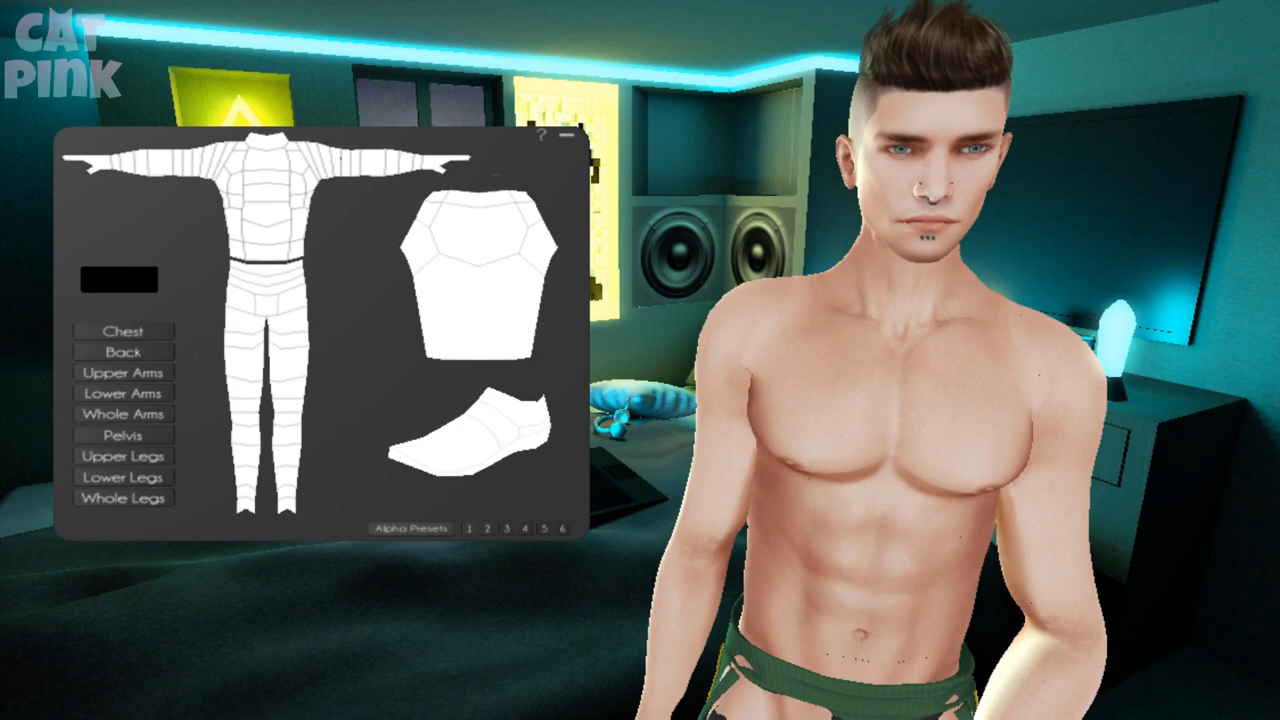 CAT
PINK
?
Chest
Back
Upper Arms
Lower Arms
Whole Arms
Pelvis
Upper Legs
Lower Legs
Whole Legs
Alpha Presets 1 2 3 4 5 6